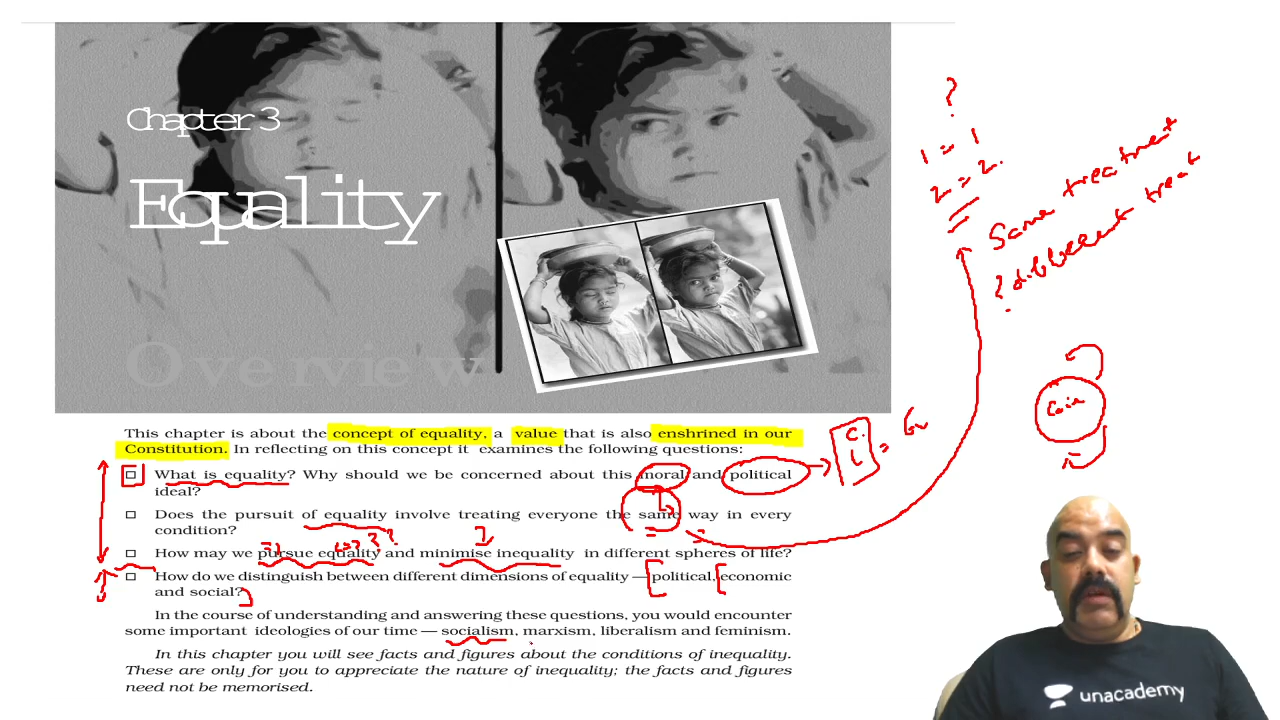 Chapter 3
Equality
Overview
This chapter is about the concept of equality, a value that is also enshrined in our
Constitution. In reflecting on this concept it examines the following questions:
What is equality? Why should we be concerned about this moral and political
ideal?
Does the pursuit of equality involve treating everyone the same way in every
condition?
How may we pursue equality and minimise inequality in different spheres of life?
How do we distinguish between different dimensions of equality — political, economic
and social?
In the course of understanding and answering these questions, you would encounter
some important ideologies of our time — socialism, marxism, liberalism and feminism.
In this chapter you will see facts and figures about the conditions of inequality.
These are only for you to appreciate the nature of inequality; the facts and figures
need not be memorised.
?
1 = 1
2 = 2.
Same treatment
? different treat
Coin
C.
L
unacademy